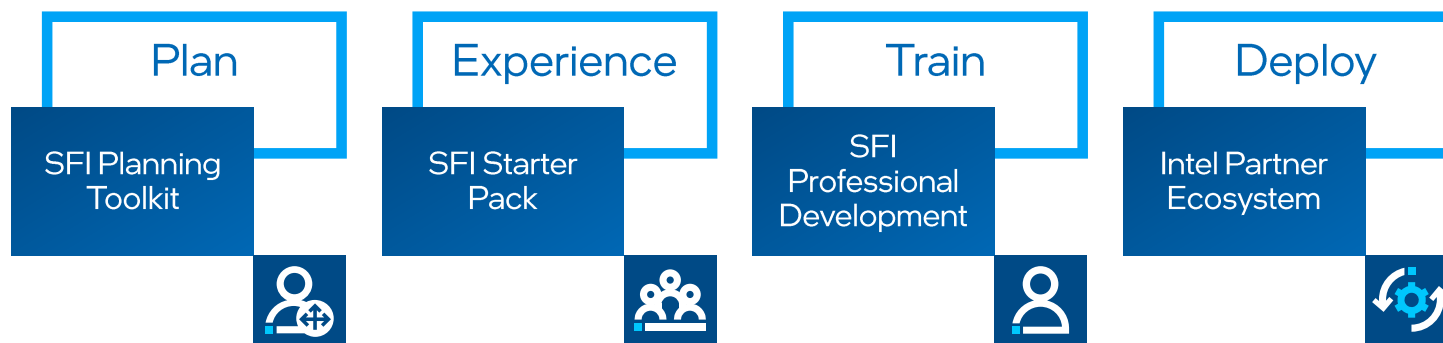 Plan
SFI Planning
Toolkit
Experience
SFI Starter
Pack
Train
SFI
Professional
Development
Deploy
Intel Partner
Ecosystem